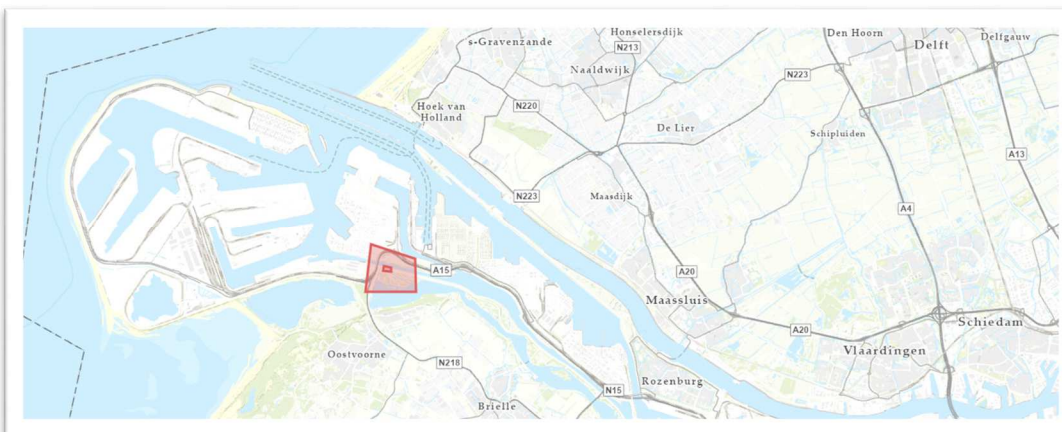 s-Gravenzande
Honselersdijk
N213
Naaldwijk
Den Hoorn
Delft
Delfgauw
N223
Hoek van
Holland
N220
De Lier
Schipluiden
A13
N223
Maasdijk
A4
A15
A20
Maassluis
A20
Schiedam
Vlaardingen
Oostvoorne
N218
Rozenburg
N15
Brielle